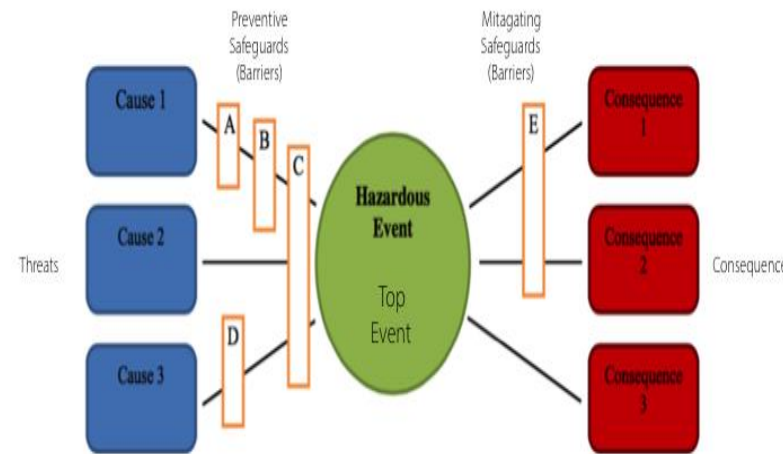 Preventive
Safeguards
(Barriers)
Mitagating
Safeguards
(Barriers)
Cause 1
A
B
C
E
Consequence
1
Hazardous
Event
Threats
Cause 2
Top
Event
Consequence
2
Consequence
D
Cause 3
Consequence
3